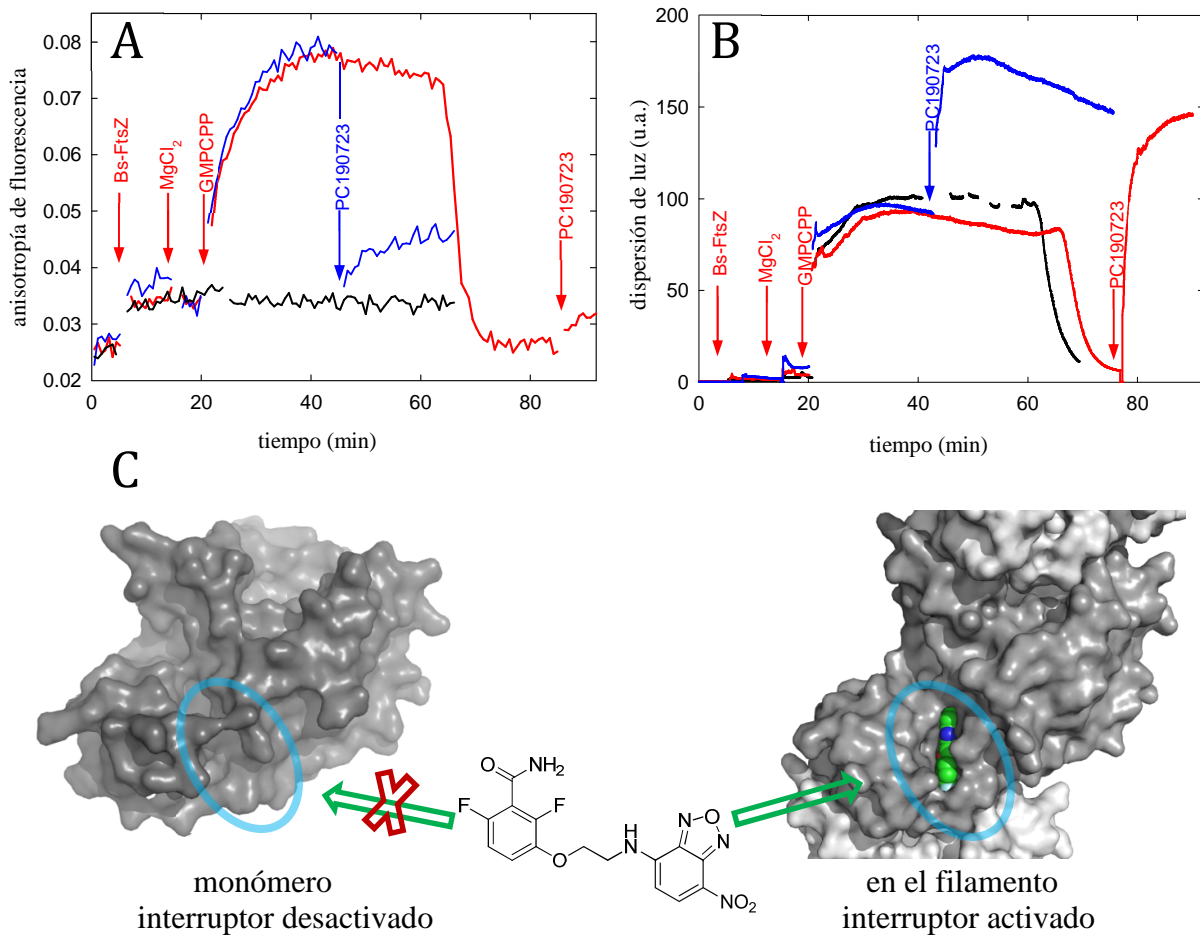 A
anisotropía de fluorescencia
0.08
0.07
0.06
0.05
0.04
0.03
0.02
0
20
40
60
80
tiempo (min)
Bs-FtsZ
MgCl2
GMPCPP
PC190723
PC190723
B
dispersión de luz (u.a.)
200
150
100
50
0
0
20
40
60
80
tiempo (min)
Bs-FtsZ
MgCl2
GMPCPP
PC190723
PC190723
C
O
NH2
F
F
O
H
N
N
O
N
NO2
monómero
interruptor desactivado
en el filamento
interruptor activado